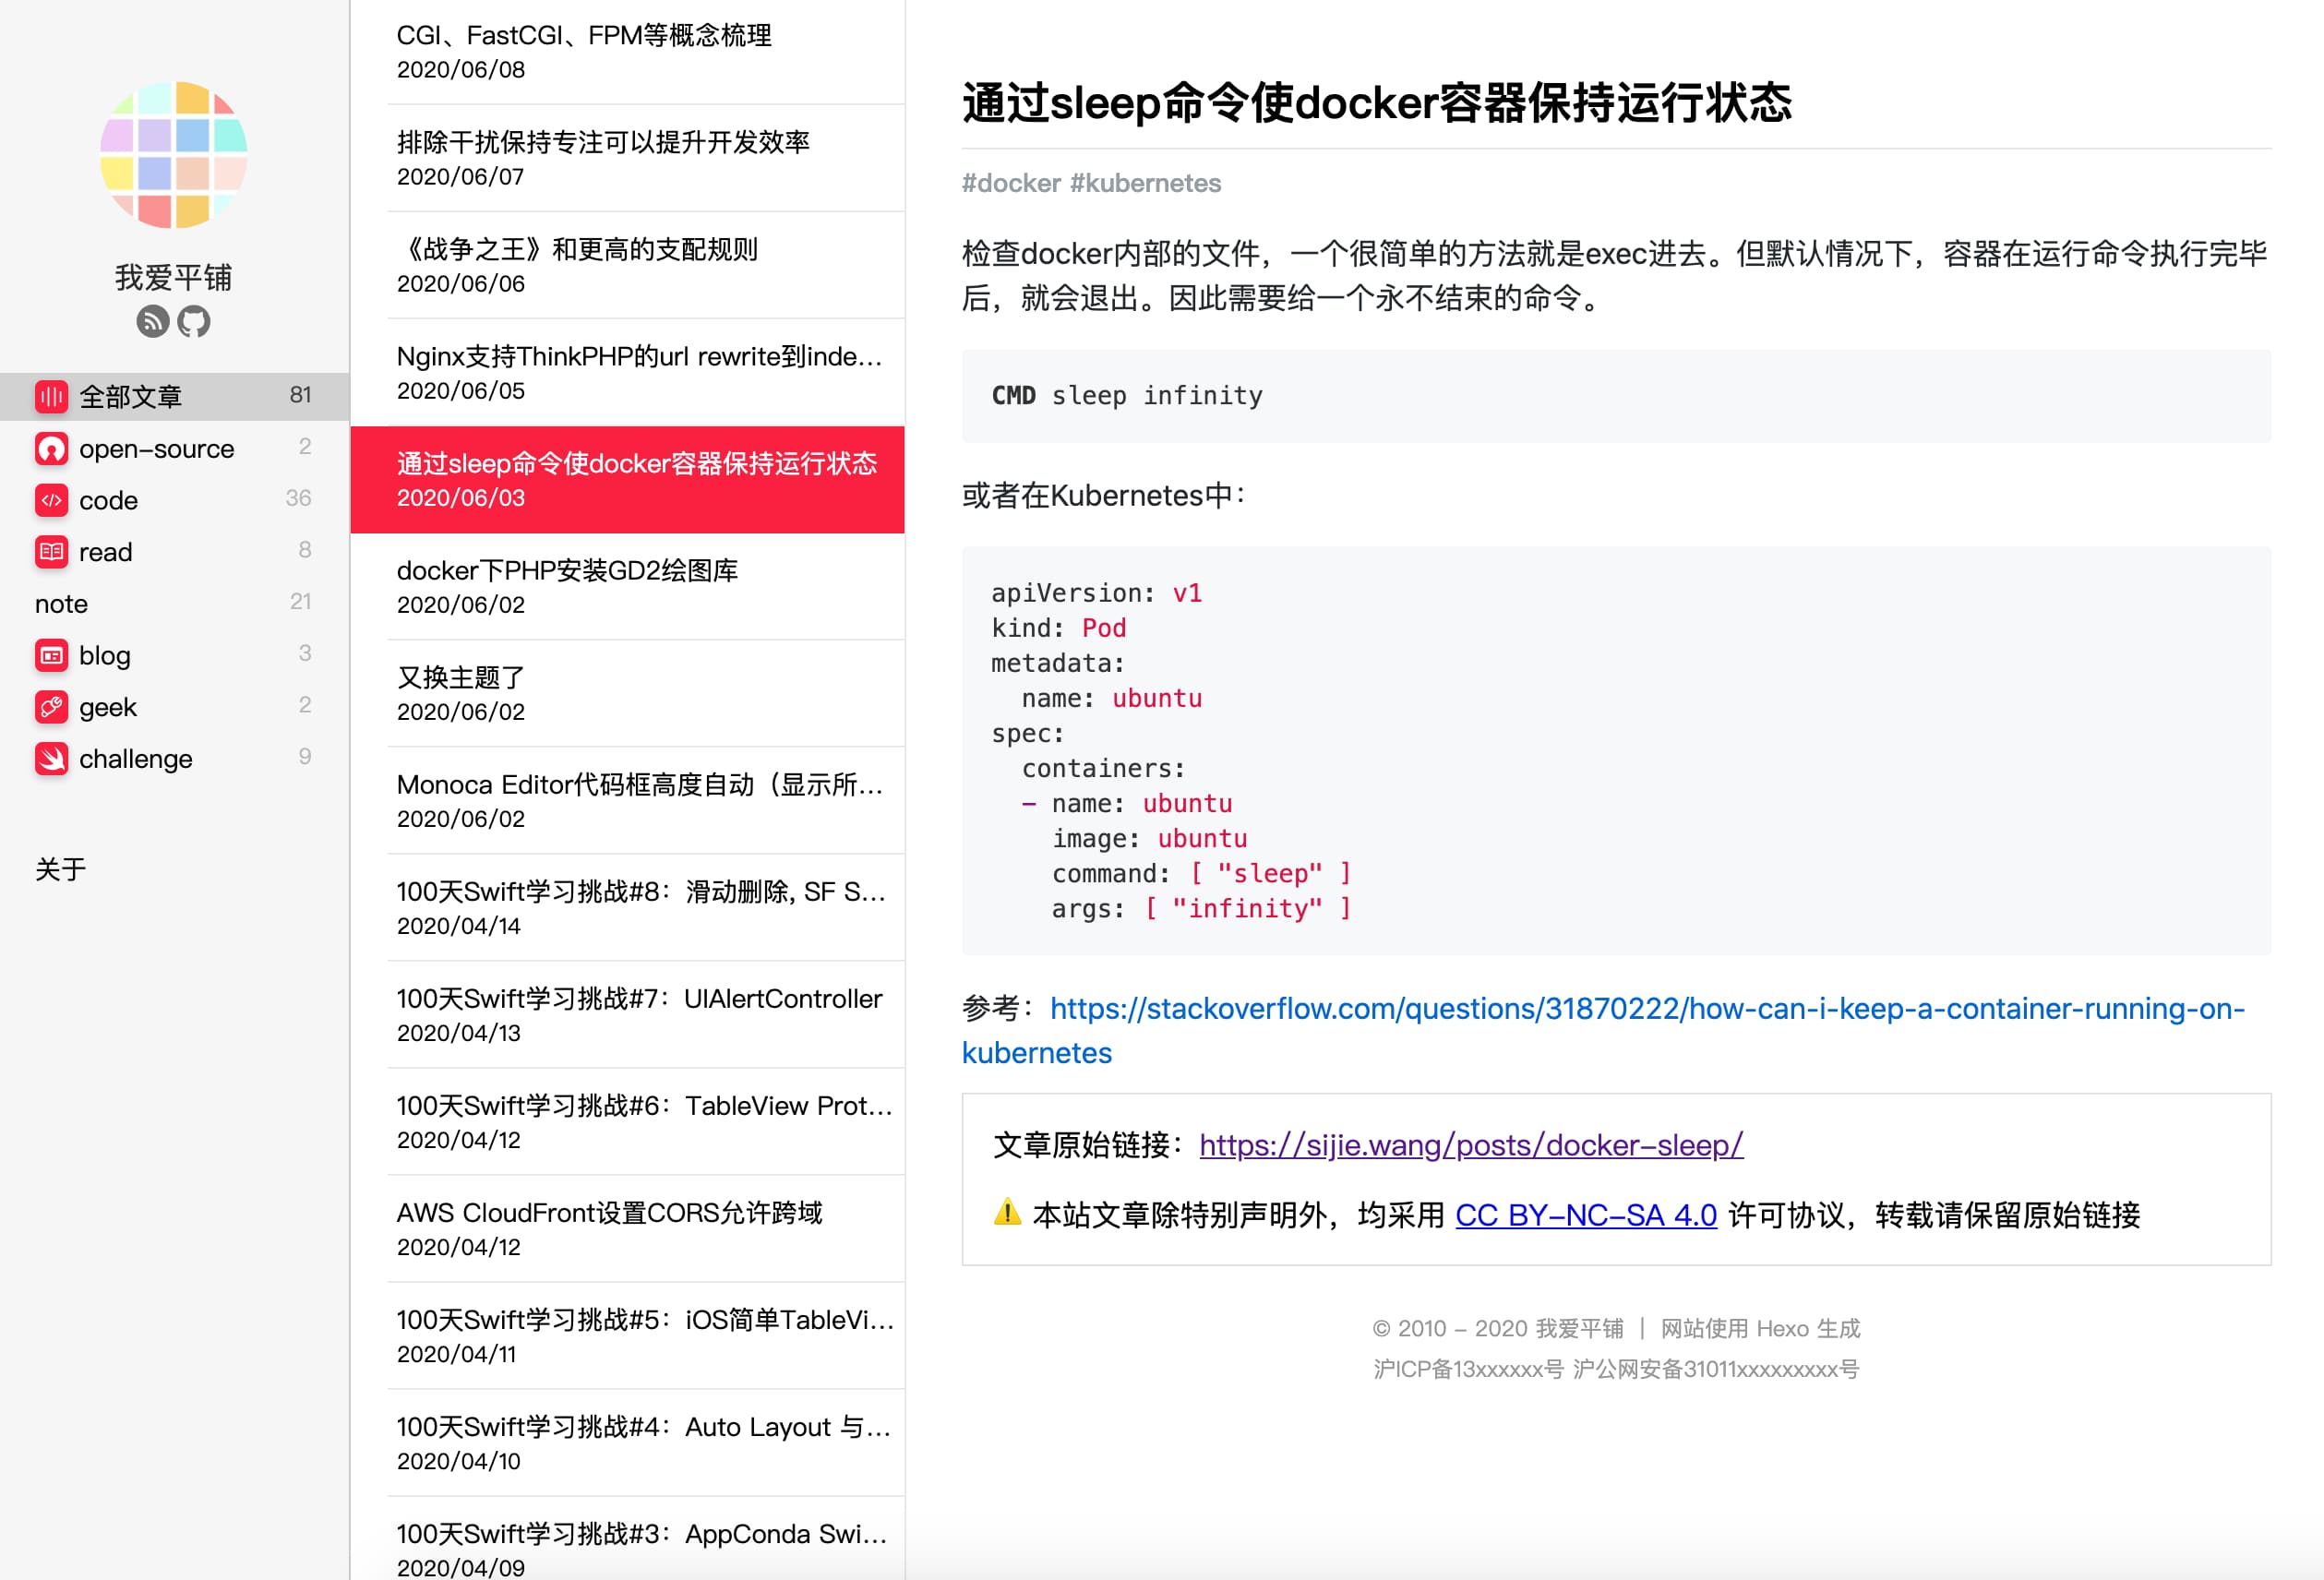 我爱平铺
全部文章 81
open-source 2
code 36
read 8
note 21
blog 3
geek 2
challenge 9
关于
CGI、FastCGI、FPM等概念梳理
2020/06/08
排除干扰保持专注可以提升开发效率
2020/06/07
《战争之王》和更高的支配规则
2020/06/06
Nginx支持ThinkPHP的url rewrite到inde...
2020/06/05
通过sleep命令使docker容器保持运行状态
2020/06/03
docker下PHP安装GD2绘图库
2020/06/02
又换主题了
2020/06/02
Monoca Editor代码框高度自动（显示所...
2020/06/02
100天Swift学习挑战#8：滑动删除, SF S...
2020/04/14
100天Swift学习挑战#7：UIAlertController
2020/04/13
100天Swift学习挑战#6：TableView Prot...
2020/04/12
AWS CloudFront设置CORS允许跨域
2020/04/12
100天Swift学习挑战#5：iOS简单TableVi...
2020/04/11
100天Swift学习挑战#4：Auto Layout 与...
2020/04/10
100天Swift学习挑战#3：AppConda Swi...
2020/04/09
通过sleep命令使docker容器保持运行状态
#docker #kubernetes
检查docker内部的文件，一个很简单的方法就是exec进去。但默认情况下，容器在运行命令执行完毕
后，就会退出。因此需要给一个永不结束的命令。
CMD sleep infinity
或者在Kubernetes中：
apiVersion: v1
kind: Pod
metadata:
  name: ubuntu
spec:
  containers:
  - name: ubuntu
    image: ubuntu
    command: [ "sleep" ]
    args: [ "infinity" ]
参考：https://stackoverflow.com/questions/31870222/how-can-i-keep-a-container-running-on-
kubernetes
文章原始链接：https://sijie.wang/posts/docker-sleep/
⚠️ 本站文章除特别声明外，均采用 CC BY-NC-SA 4.0 许可协议，转载请保留原始链接
© 2010 - 2020 我爱平铺 | 网站使用 Hexo 生成
沪ICP备13xxxxxx号 沪公网安备31011xxxxxxxxx号